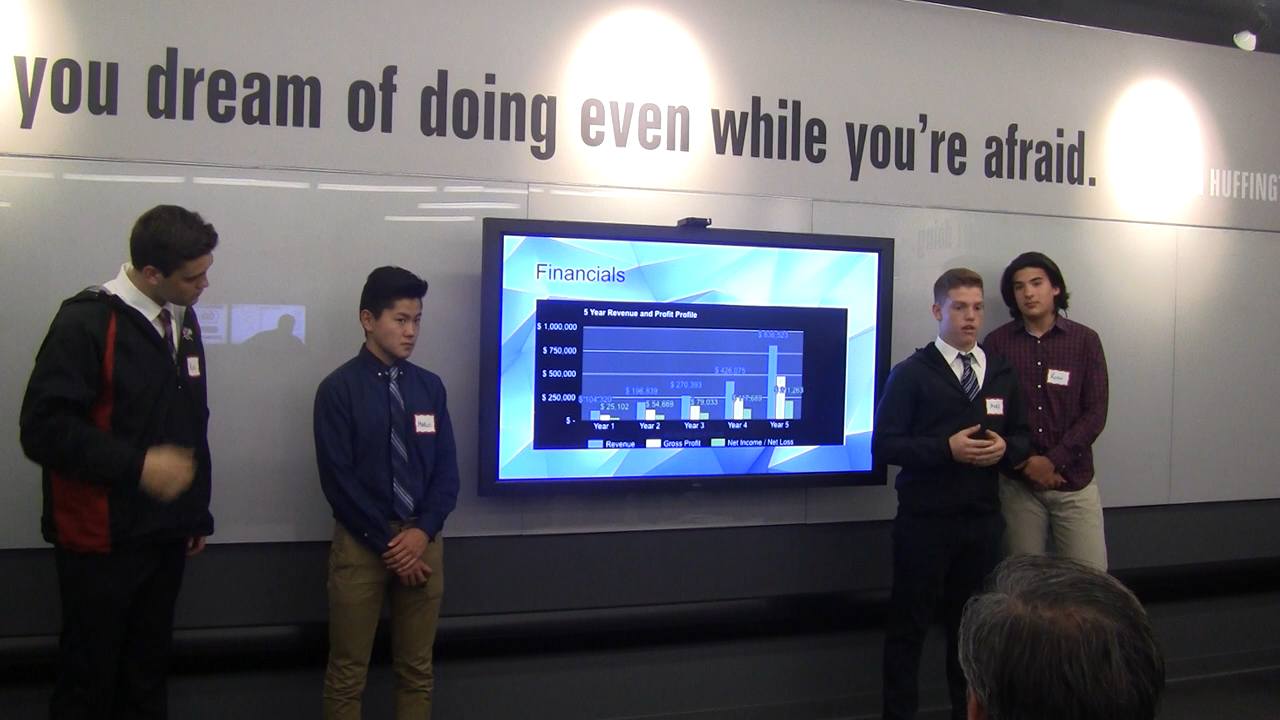 you dream of doing even while you're afraid.
HUFFING
Financials
5 Year Revenue and Profit Profile
$ 1,000,000
$ 750,000
$ 500,000
$ 250,000
$ -
$ 196,839
$ 270,393
$ 426,075
$ 25,102
$ 54,669
$ 79,033
Year 1 Year 2 Year 3 Year 4 Year 5
Revenue Gross Profit Net Income / Net Loss